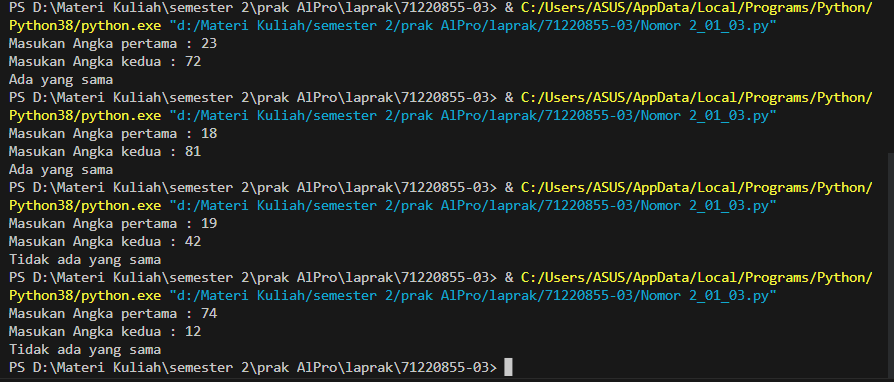 PS D:\Materi Kuliah\semester 2\prak AlPro\laprak\71220855-03> & C:/Users/ASUS/AppData/Local/Programs/Python/
Python38/python.exe "d:/Materi Kuliah/semester 2/prak AlPro/laprak/71220855-03/Nomor 2_01_03.py"
Masukan Angka pertama : 23
Masukan Angka kedua : 72
Ada yang sama
PS D:\Materi Kuliah\semester 2\prak AlPro\laprak\71220855-03> & C:/Users/ASUS/AppData/Local/Programs/Python/
Python38/python.exe "d:/Materi Kuliah/semester 2/prak AlPro/laprak/71220855-03/Nomor 2_01_03.py"
Masukan Angka pertama : 18
Masukan Angka kedua : 81
Ada yang sama
PS D:\Materi Kuliah\semester 2\prak AlPro\laprak\71220855-03> & C:/Users/ASUS/AppData/Local/Programs/Python/
Python38/python.exe "d:/Materi Kuliah/semester 2/prak AlPro/laprak/71220855-03/Nomor 2_01_03.py"
Masukan Angka pertama : 19
Masukan Angka kedua : 42
Tidak ada yang sama
PS D:\Materi Kuliah\semester 2\prak AlPro\laprak\71220855-03> & C:/Users/ASUS/AppData/Local/Programs/Python/
Python38/python.exe "d:/Materi Kuliah/semester 2/prak AlPro/laprak/71220855-03/Nomor 2_01_03.py"
Masukan Angka pertama : 74
Masukan Angka kedua : 12
Tidak ada yang sama
PS D:\Materi Kuliah\semester 2\prak AlPro\laprak\71220855-03>